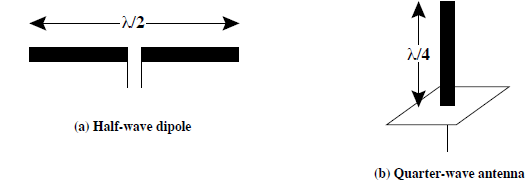 λ/2
λ/4
(a) Half-wave dipole
(b) Quarter-wave antenna